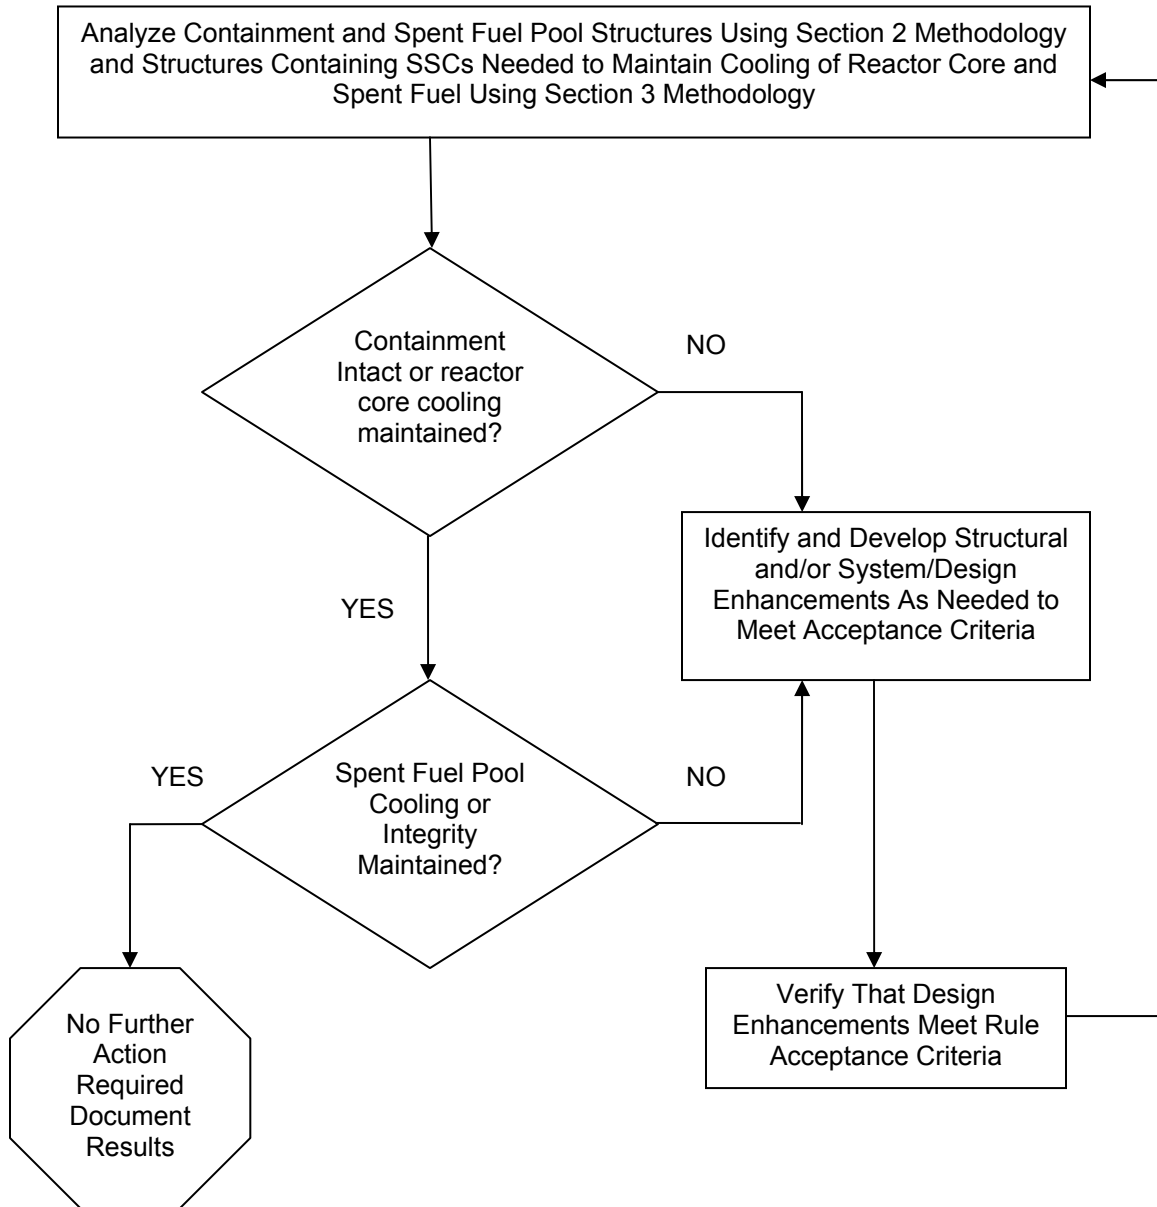 Analyze Containment and Spent Fuel Pool Structures Using Section 2 Methodology
and Structures Containing SSCs Needed to Maintain Cooling of Reactor Core and
Spent Fuel Using Section 3 Methodology
Containment
Intact or reactor
core cooling
maintained?
NO
YES
Identify and Develop Structural
and/or System/Design
Enhancements As Needed to
Meet Acceptance Criteria
Spent Fuel Pool
Cooling or
Integrity
Maintained?
YES
NO
No Further
Action
Required
Document
Results
Verify That Design
Enhancements Meet Rule
Acceptance Criteria